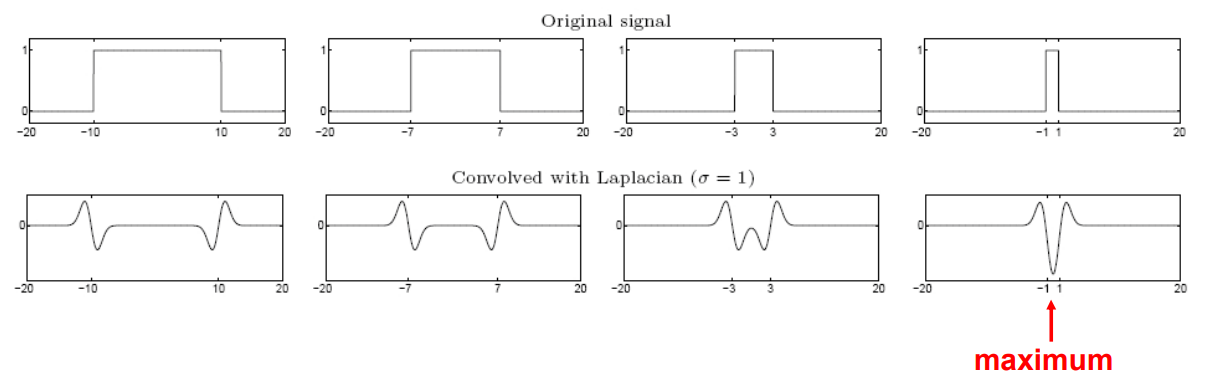 Original signal
1 1 1 1
0 0 0 0
−20 −10 10 20 −20 −7 7 20 −20 −3 3 20 −20 −1 1 20
Convolved with Laplacian (σ = 1)
0 0 0 0
−20 −10 10 20 −20 −7 7 20 −20 −3 3 20 −20 −1 1 20
maximum